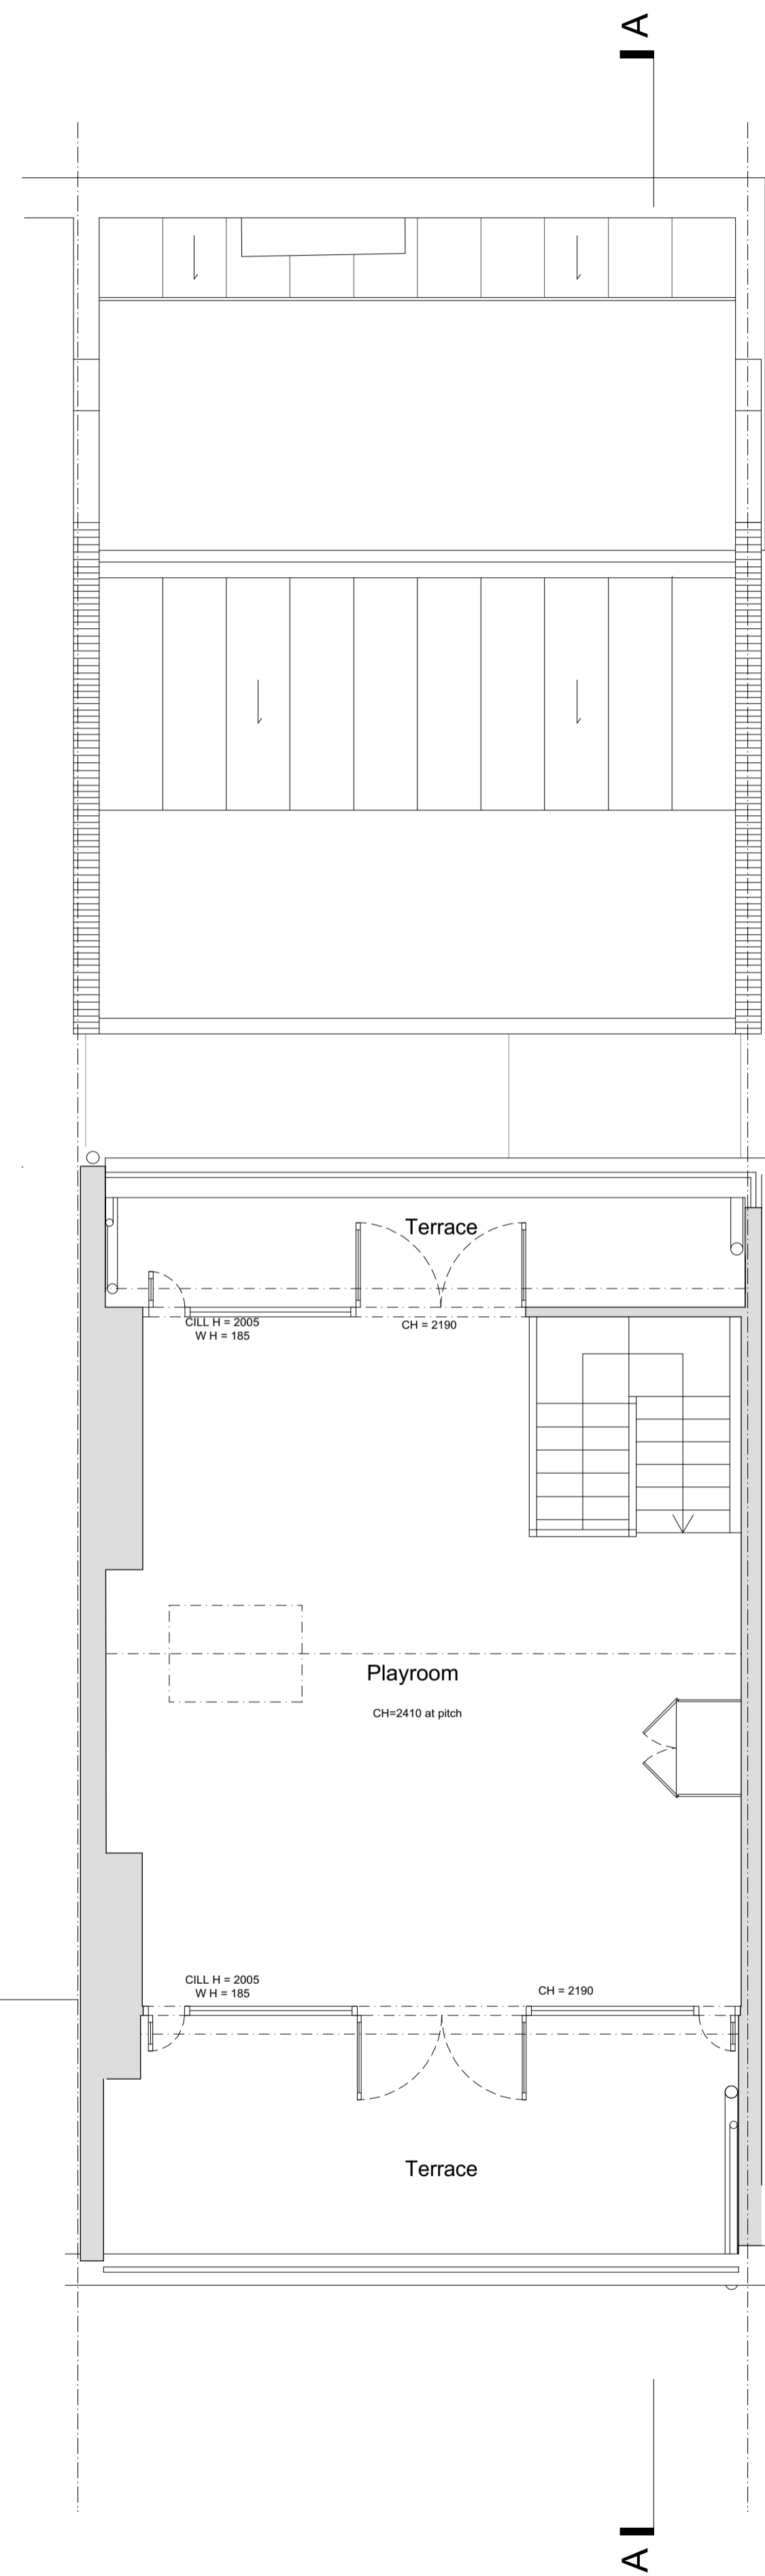 A
Terrace
CILL H = 2005
W H = 185
CH = 2190
Playroom
CH=2410 at pitch
CILL H = 2005
W H = 185
CH = 2190
Terrace
A